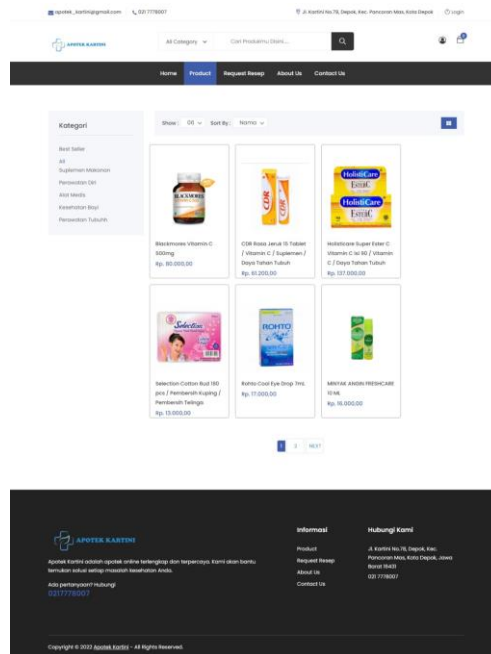 apotek_kartini@gmail.com
021 7778007
Jl. Kartini No.78, Depok, Kec. Pancoran Mas, Kota Depok
Login
APOTEK KARTINI
All Category
Cari Produkmu Disini...
Home Product Request Resep About Us Contact Us
Kategori
Best Seller
All
Suplemen Makanan
Perawatan Diri
Alat Medis
Kesehatan Bayi
Perawatan Tubuh
Show : 06 Sort By : Nama
BLACKMORES
Blackmores Vitamin C
500mg
Rp. 80.000,00
CDR
CDR Rasa Jeruk 15 Tablet
/ Vitamin C / Suplemen /
Daya Tahan Tubuh
Rp. 61.200,00
HolistiCare
Ester C
HolistiCare
Ester C
Holisticare Super Ester C
Vitamin C Isi 60 / Vitamin
C / Daya Tahan Tubuh
Rp. 137.000,00
Selection
Selection Cotton Bud 180
pcs / Pembersih Kuping /
Pembersih Telinga
Rp. 13.000,00
ROHTO
Rohto Cool Eye Drop 7mL
Rp. 17.000,00
MINYAK ANGIN FRESHCARE
10 ML
Rp. 16.000,00
1 2 NEXT
APOTEK KARTINI
Apotek Kartini adalah apotek online terlengkap dan terpercaya. Kami akan bantu
temukan solusi setiap masalah kesehatan Anda.
Ada pertanyaan? Hubungi
0217778007
Informasi
Product
Request Resep
About Us
Contact Us
Hubungi Kami
Jl. Kartini No.78, Depok, Kec.
Pancoran Mas, Kota Depok, Jawa
Barat 16431
021 7778007
Copyright © 2022 Apotek Kartini - All Rights Reserved.